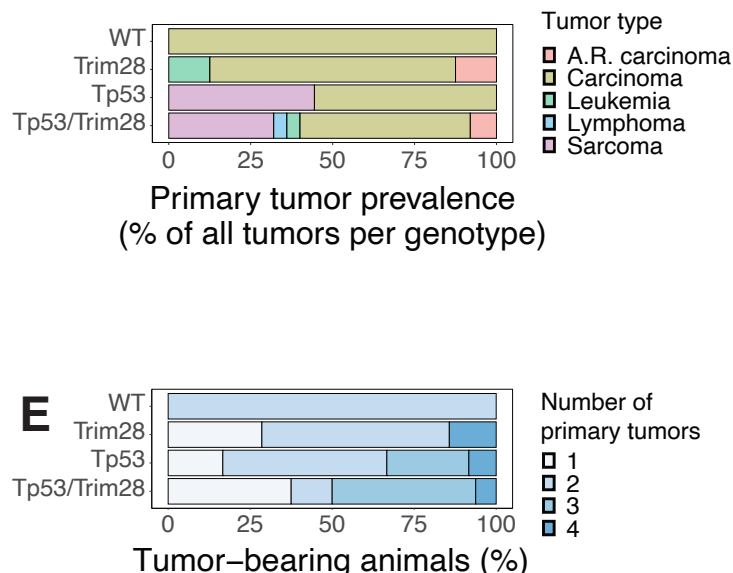 WT
Trim28
Tp53
Tp53/Trim28
0 25 50 75 100
Primary tumor prevalence
(% of all tumors per genotype)
Tumor type
A.R. carcinoma
Carcinoma
Leukemia
Lymphoma
Sarcoma
E
WT
Trim28
Tp53
Tp53/Trim28
0 25 50 75 100
Tumor−bearing animals (%)
Number of
primary tumors
1
2
3
4